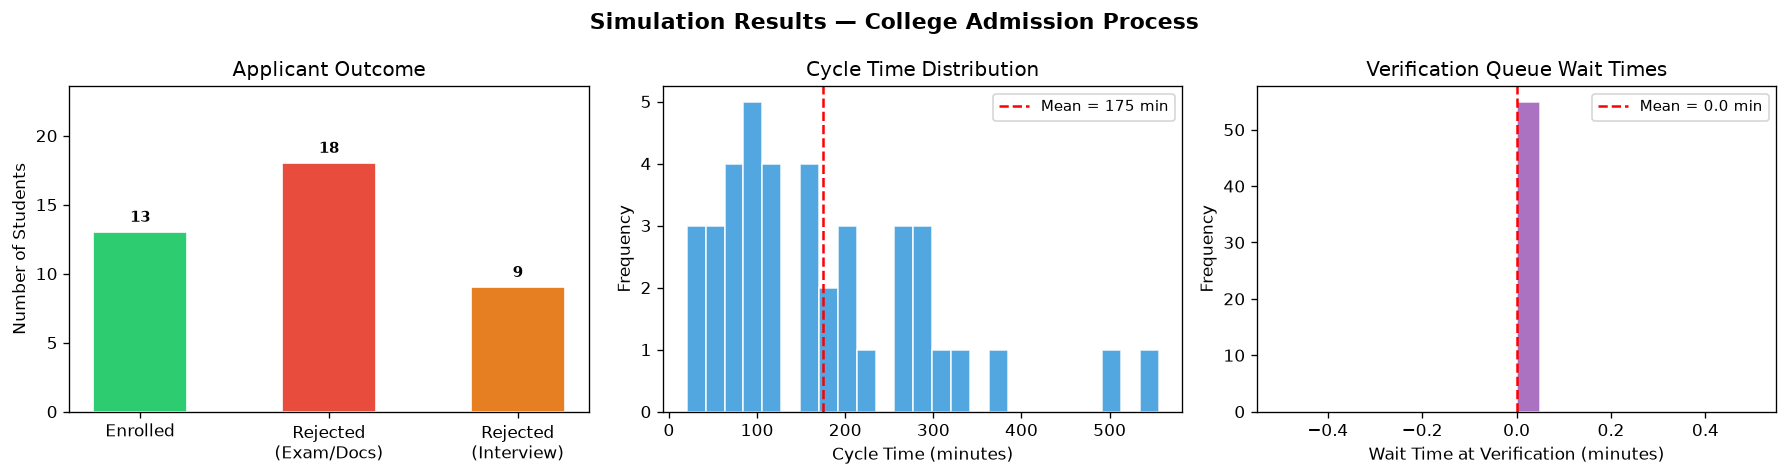 Simulation Results — College Admission Process
Applicant Outcome
Number of Students
20
15
10
5
0
13
18
9
Enrolled
Rejected
(Exam/Docs)
Rejected
(Interview)
Cycle Time Distribution
Mean = 175 min
Frequency
5
4
3
2
1
0
0
100
200
300
400
500
Cycle Time (minutes)
Verification Queue Wait Times
Mean = 0.0 min
Frequency
50
40
30
20
10
0
−0.4
−0.2
0.0
0.2
0.4
Wait Time at Verification (minutes)